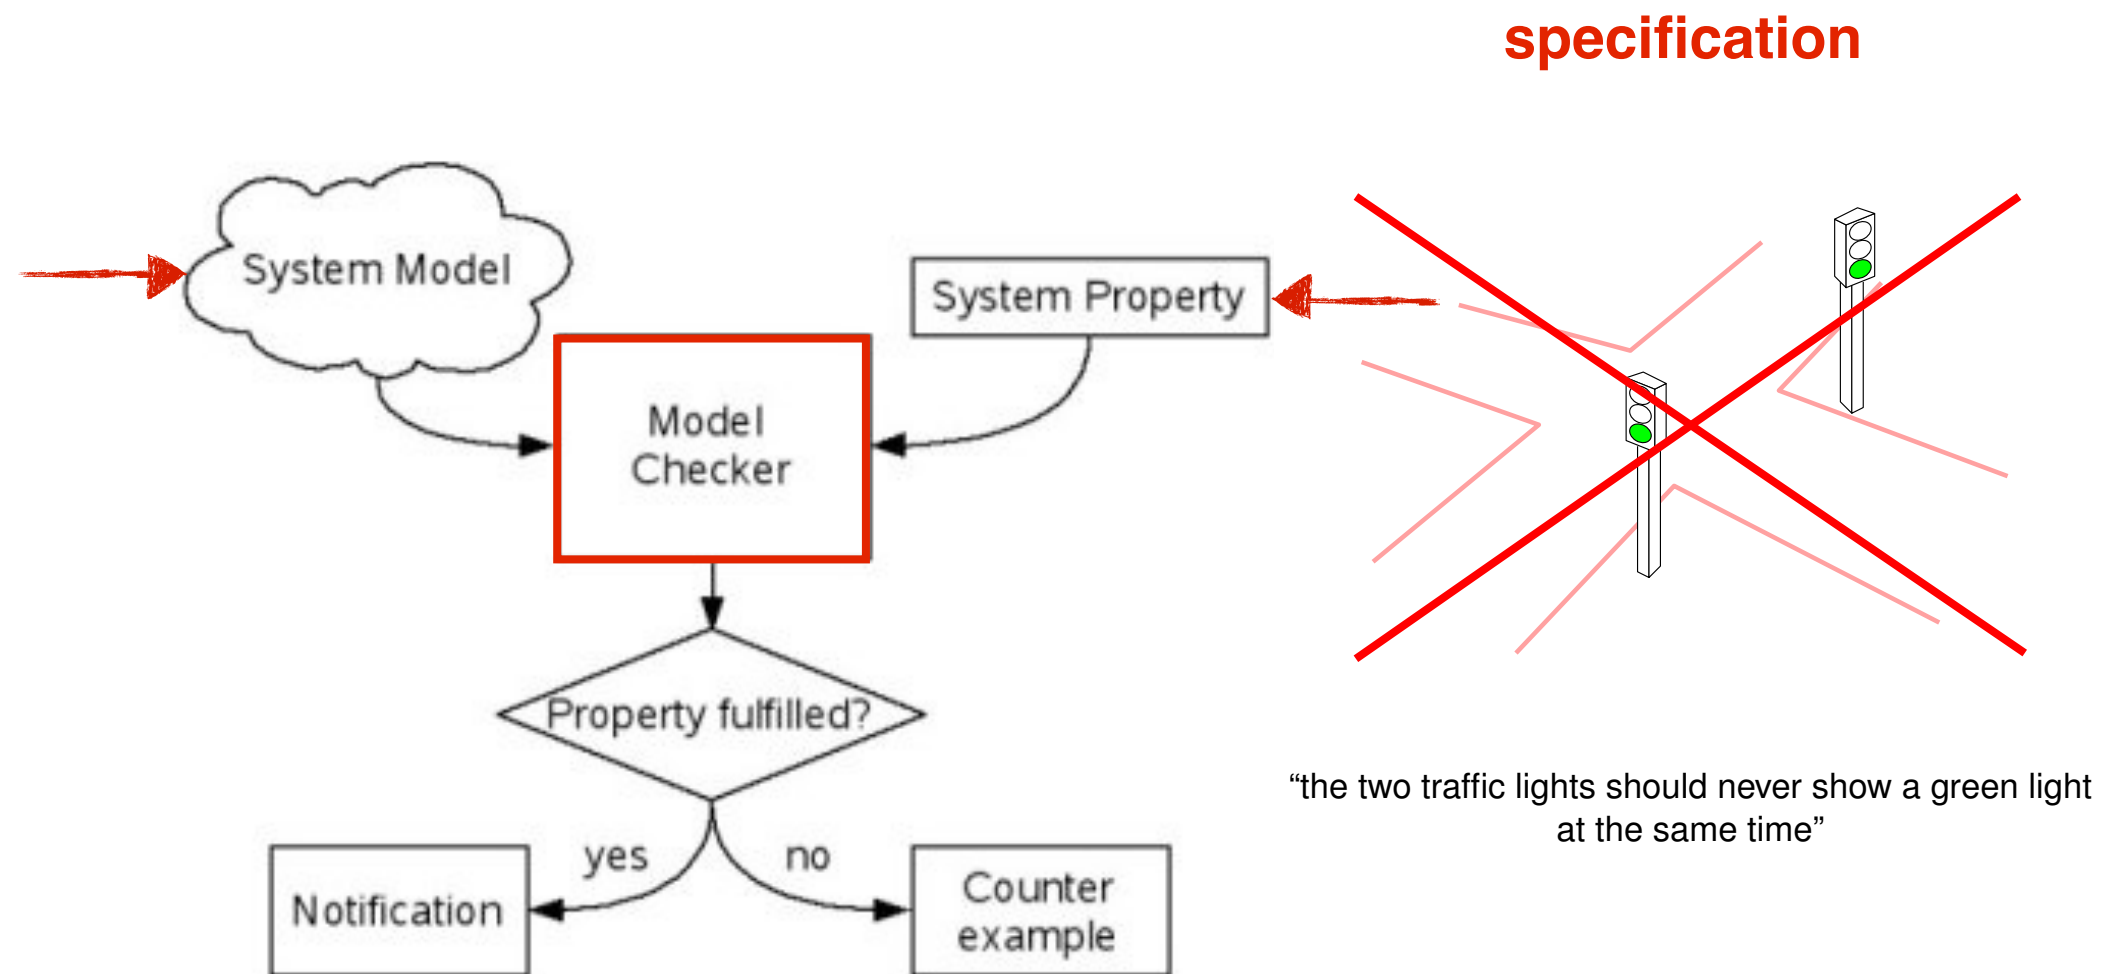 specification
System Model
System Property
Model
Checker
Property fulfilled?
yes
no
Notification
Counter
example
“the two traffic lights should never show a green light
at the same time”